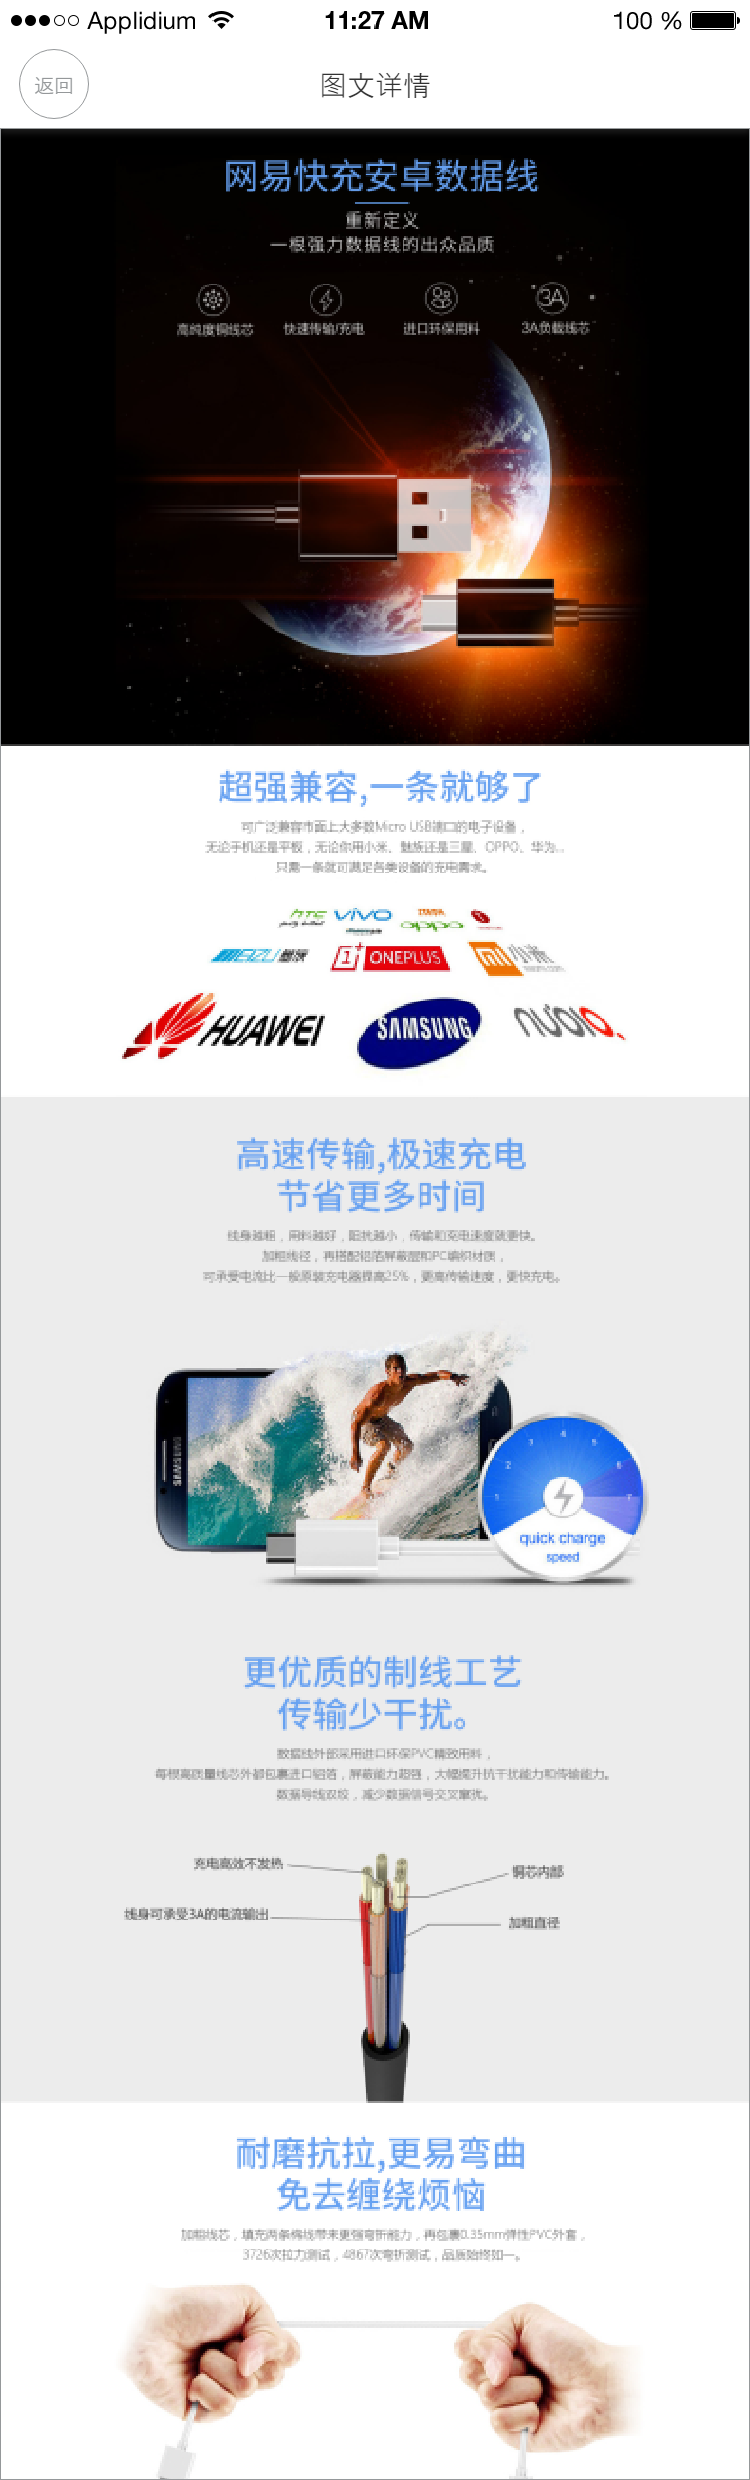 Applidium 11:27 AM 100 %
返回
图文详情
网易快充安卓数据线
重新定义
一根强力数据线的出众品质
3A
高纯度铜线芯 快速传输/充电 进口环保用料 3A负载线芯
超强兼容,一条就够了
可广泛兼容市面上大多数Micro USB端口的电子设备，
无论手机还是平板，无论你用小米、魅族还是三星、OPPO、华为...
只需一条就可满足各类设备的充电需求。
hTC vivo
oppo
MEIZU 魅族 1+ ONEPLUS mi 小米
HUAWEI SAMSUNG nubia
高速传输,极速充电
节省更多时间
线身越粗，用料越好，阻抗越小，传输和充电速度就更快。
加粗线径，再搭配铝箔屏蔽层和PC编织材质，
可承受电流比一般原装充电器提高25%，更高传输速度，更快充电。
SAMSUNG
1 2 3 4 5 6 7
quick charge
speed
更优质的制线工艺
传输少干扰。
数据线外部采用进口环保PVC精致用料，
每根高质量线芯外都包裹进口铝箔，屏蔽能力超强，大幅提升抗干扰能力和传输能力。
数据导线双绞，减少数据信号交叉窜扰。
充电高效不发热
铜芯内部
线身可承受3A的电流输出
加粗直径
耐磨抗拉,更易弯曲
免去缠绕烦恼
加粗线芯，填充两条棉线带来更强弯折能力，再包裹0.35mm弹性PVC外套，
3726次拉力测试，4867次弯折测试，品质始终如一。